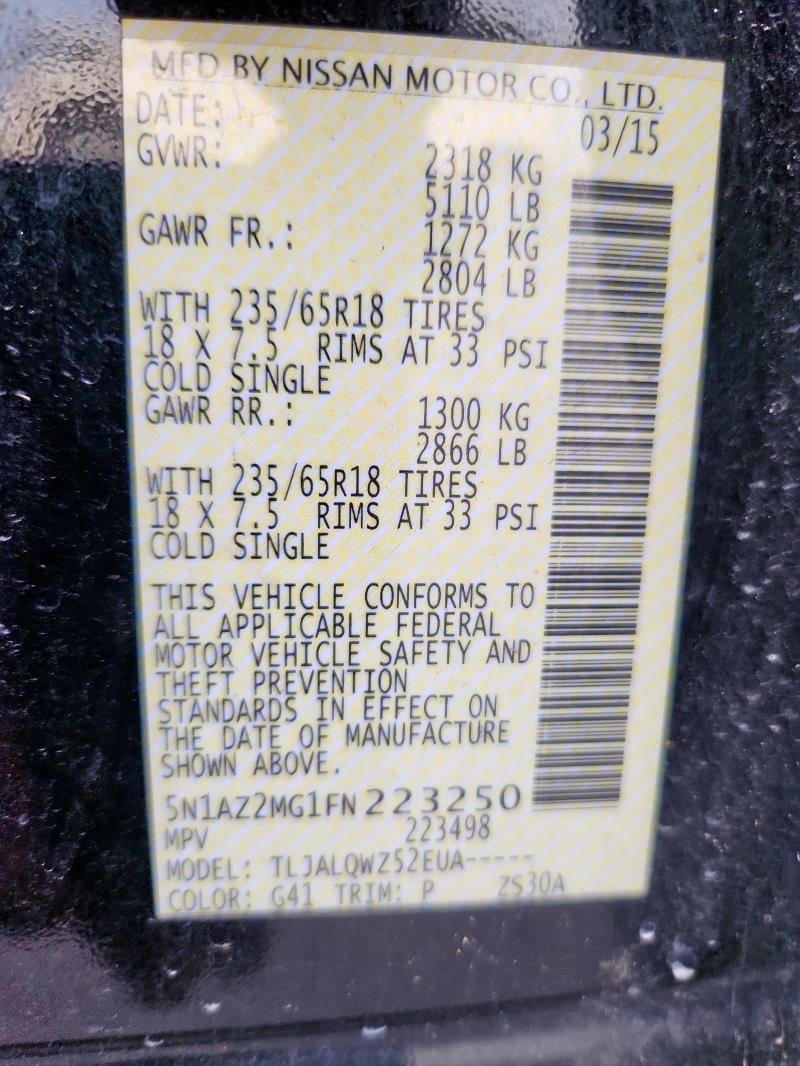 MFD BY NISSAN MOTOR CO., LTD.
DATE: 03/15
GVWR: 2318 KG
5110 LB
GAWR FR.: 1272 KG
2804 LB
WITH 235/65R18 TIRES
18 X 7.5 RIMS AT 33 PSI
COLD SINGLE
GAWR RR.: 1300 KG
2866 LB
WITH 235/65R18 TIRES
18 X 7.5 RIMS AT 33 PSI
COLD SINGLE
THIS VEHICLE CONFORMS TO
ALL APPLICABLE FEDERAL
MOTOR VEHICLE SAFETY AND
THEFT PREVENTION
STANDARDS IN EFFECT ON
THE DATE OF MANUFACTURE
SHOWN ABOVE.
5N1AZ2MG1FN223250
MPV 223498
MODEL: TLJALQWZ52EUA-----
COLOR: G41 TRIM: P ZS30A